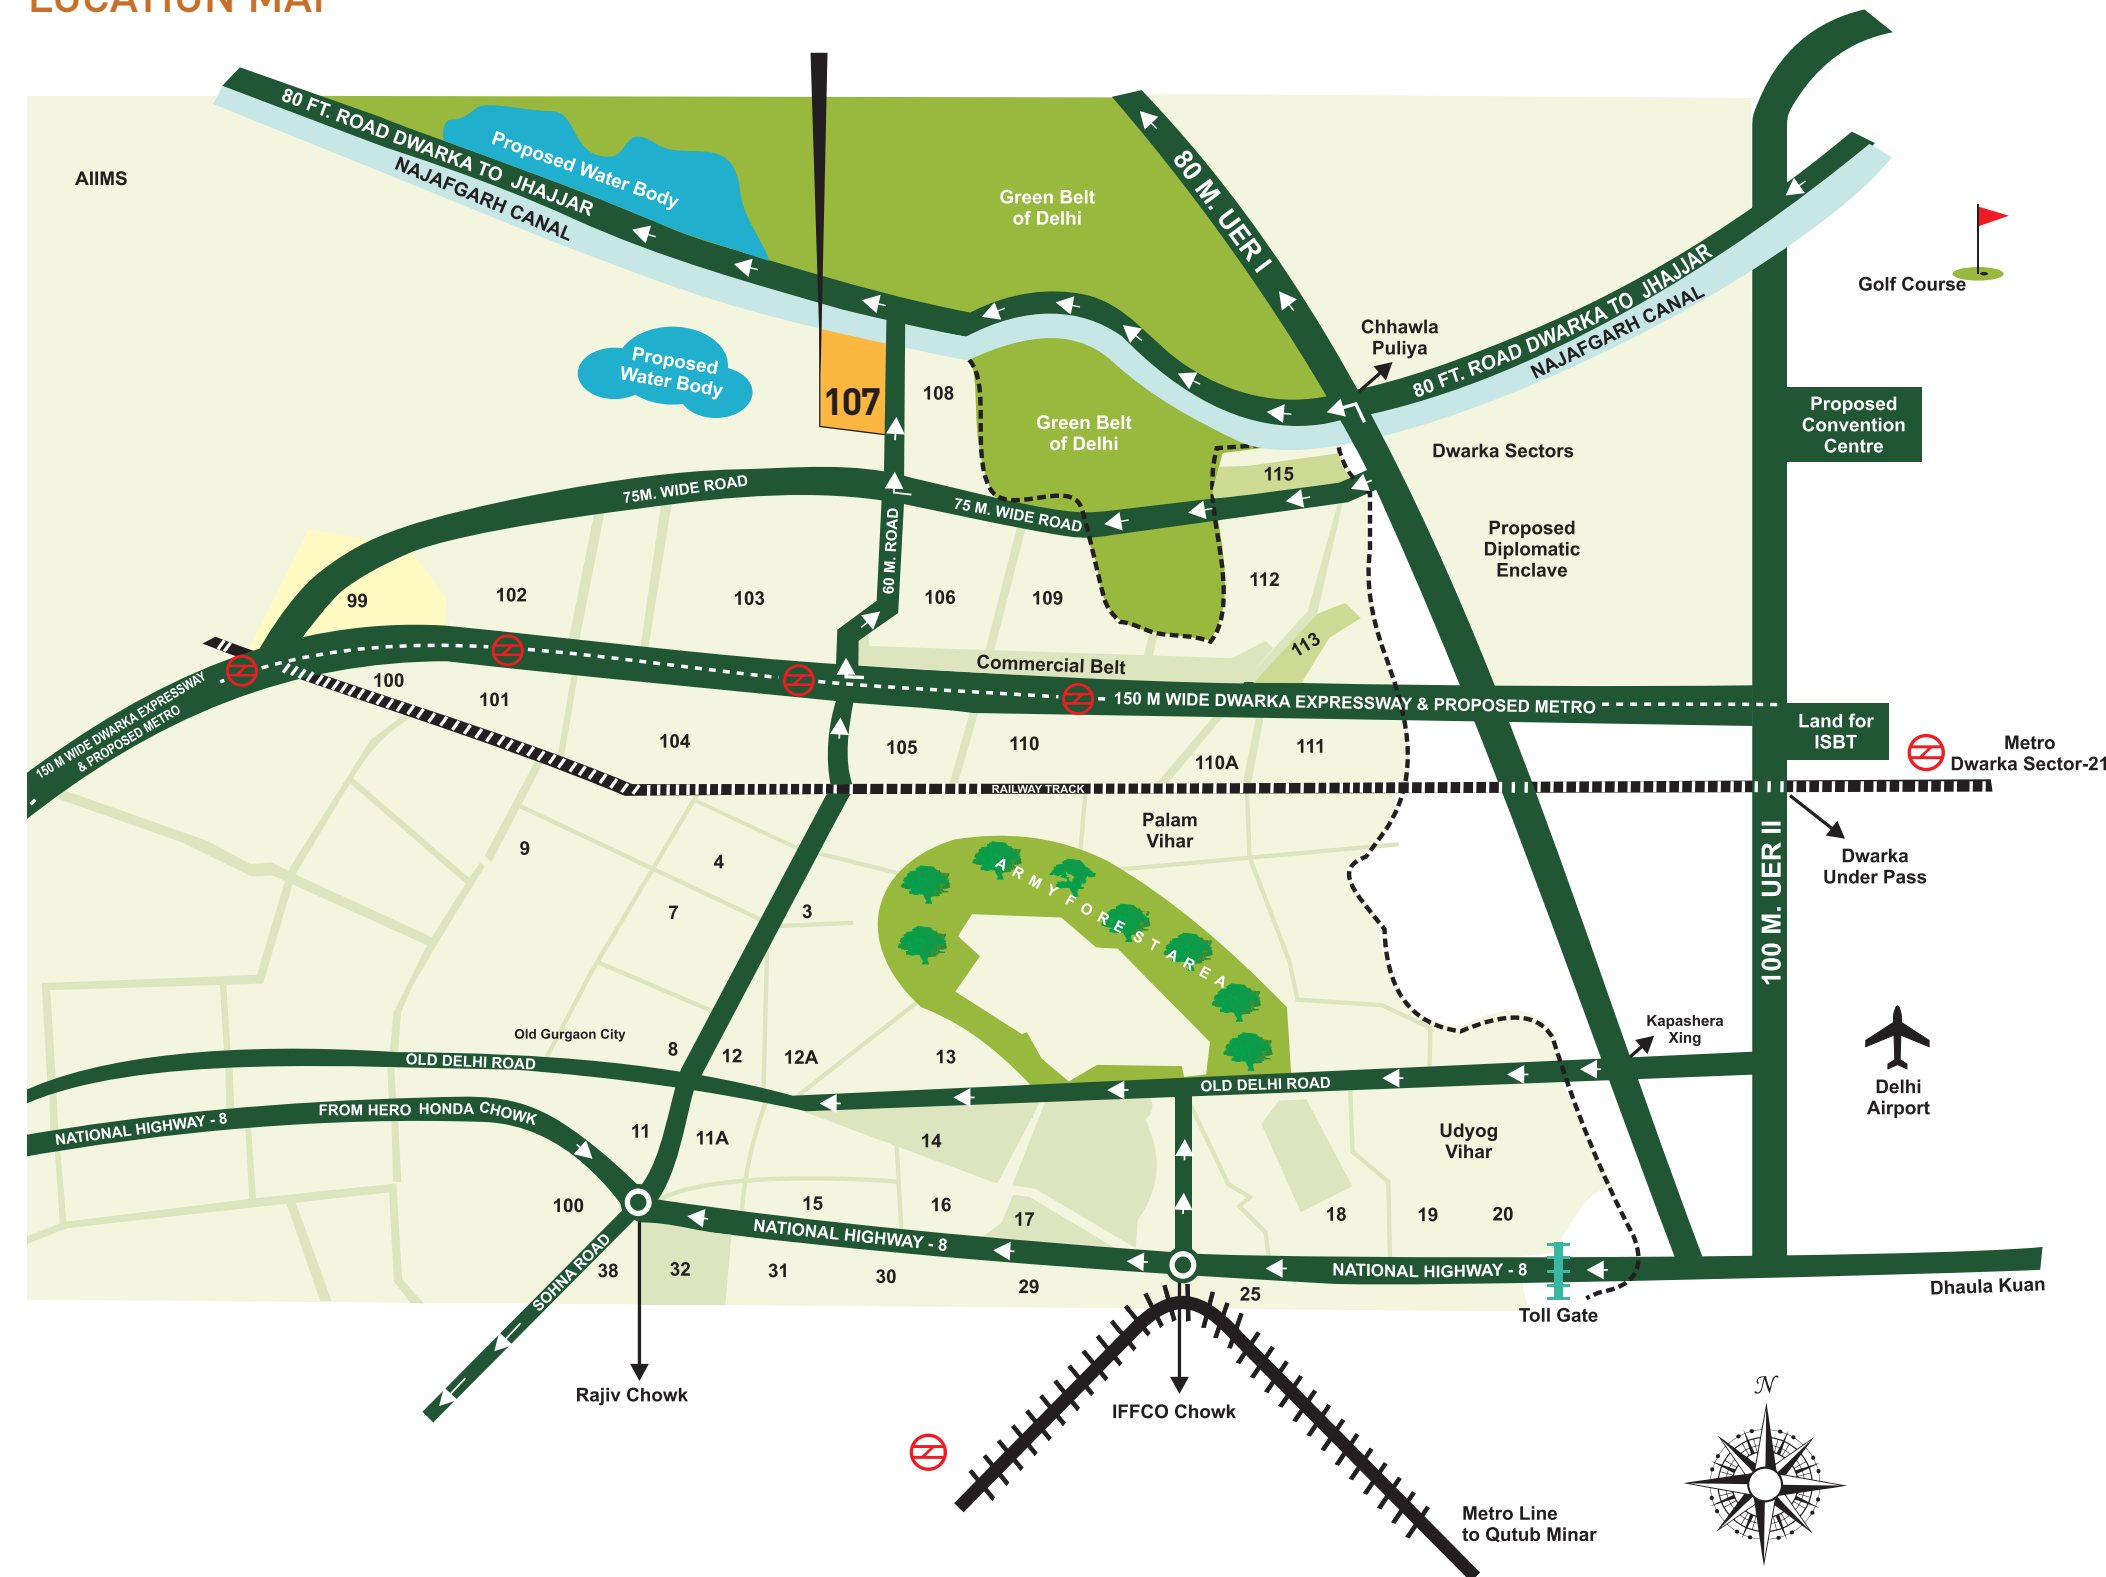 LOCATION MAP
80 FT. ROAD DWARKA TO JHAJJAR
NAJAFGARH CANAL
Proposed Water Body
AIIMS
Green Belt
of Delhi
80 M. UER I
Golf Course
80 FT. ROAD DWARKA TO JHAJJAR
NAJAFGARH CANAL
Chhawla
Puliya
Proposed
Water Body
107
108
Green Belt
of Delhi
Proposed
Convention
Centre
Dwarka Sectors
115
75M. WIDE ROAD
75 M. WIDE ROAD
60 M. ROAD
Proposed
Diplomatic
Enclave
99
102
103
106
109
112
113
Commercial Belt
150 M WIDE DWARKA EXPRESSWAY
& PROPOSED METRO
150 M WIDE DWARKA EXPRESSWAY & PROPOSED METRO
100
101
104
105
110
110A
111
Land for
ISBT
Metro
Dwarka Sector-21
RAILWAY TRACK
Palam
Vihar
Dwarka
Under Pass
9
4
7
3
ARMY FOREST AREA
100 M. UER II
Old Gurgaon City
8
12
12A
13
Kapashera
Xing
OLD DELHI ROAD
OLD DELHI ROAD
Delhi
Airport
NATIONAL HIGHWAY - 8
FROM HERO HONDA CHOWK
11
11A
14
Udyog
Vihar
100
15
16
17
18
19
20
NATIONAL HIGHWAY - 8
NATIONAL HIGHWAY - 8
SOHNA ROAD
38
32
31
30
29
25
Dhaula Kuan
Toll Gate
Rajiv Chowk
IFFCO Chowk
N
Metro Line
to Qutub Minar